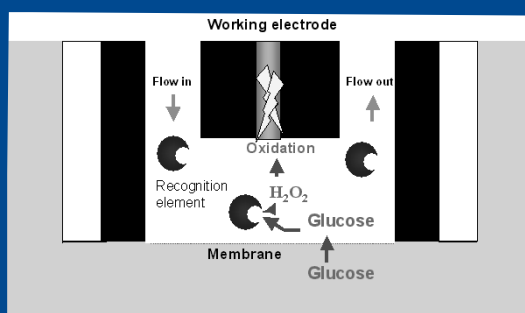 Working electrode
Flow in
Flow out
Oxidation
Recognition
element
H2O2
Glucose
Membrane
Glucose